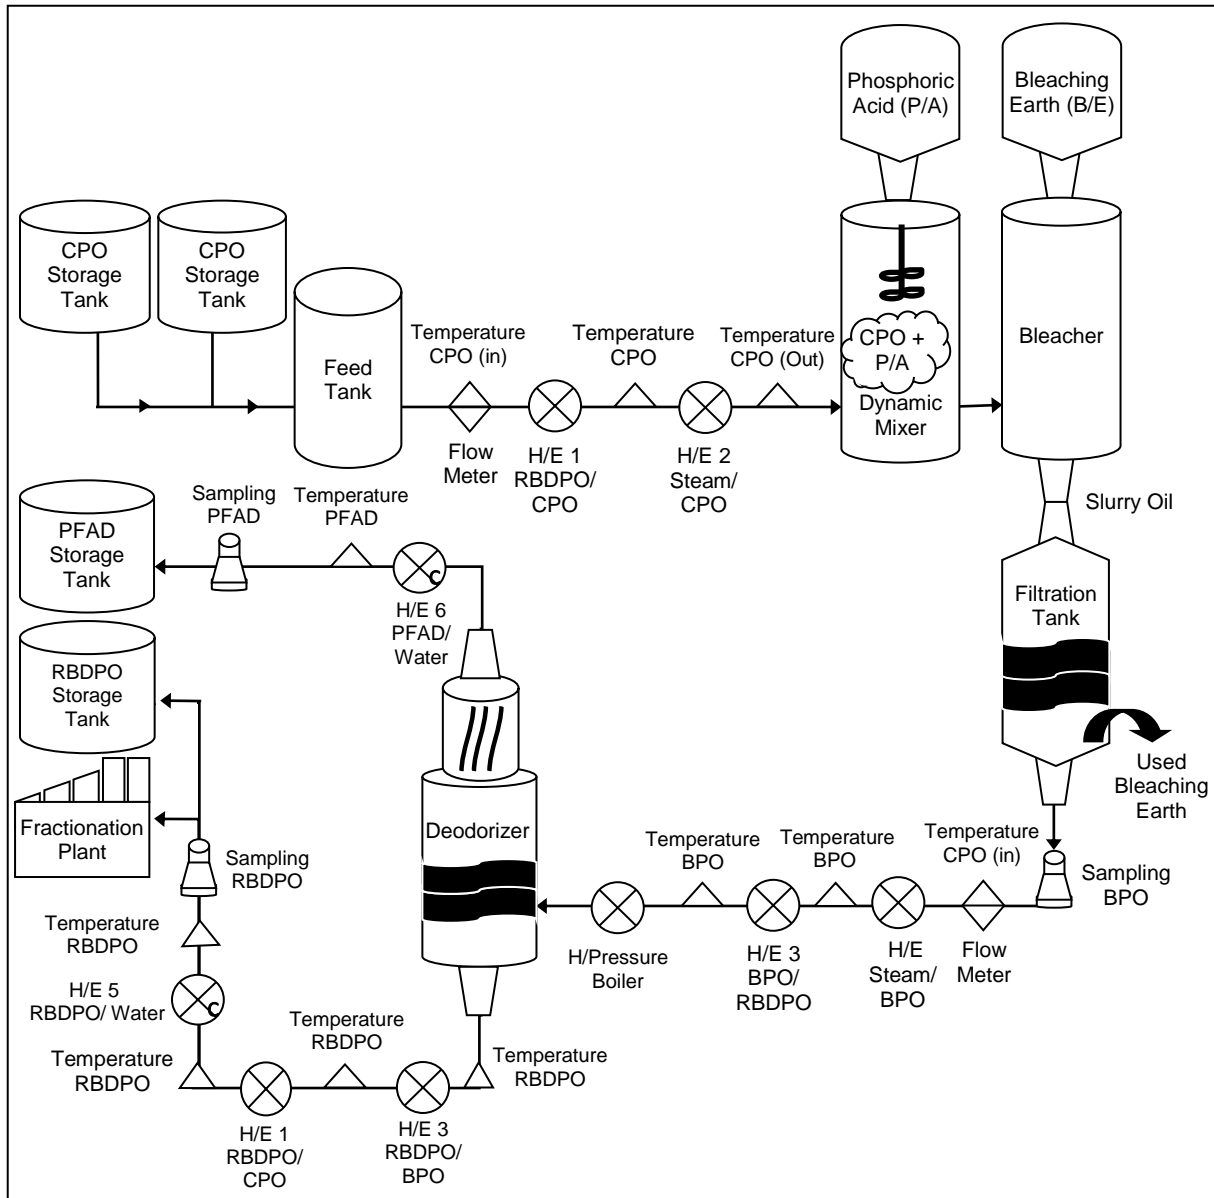 Phosphoric
Acid (P/A)
Bleaching
Earth (B/E)
CPO
Storage
Tank
CPO
Storage
Tank
Feed
Tank
Temperature
CPO (in)
Flow
Meter
H/E 1
RBDPO/
CPO
Temperature
CPO
H/E 2
Steam/
CPO
Temperature
CPO (Out)
CPO +
P/A
Dynamic
Mixer
Bleacher
Slurry Oil
Filtration
Tank
Used
Bleaching
Earth
Sampling
BPO
Temperature
CPO (in)
Flow
Meter
H/E
Steam/
BPO
Temperature
BPO
H/E 3
BPO/
RBDPO
Temperature
BPO
H/Pressure
Boiler
Deodorizer
C
H/E 6
PFAD/
Water
Temperature
PFAD
Sampling
PFAD
PFAD
Storage
Tank
Temperature
RBDPO
H/E 3
RBDPO/
BPO
Temperature
RBDPO
H/E 1
RBDPO/
CPO
Temperature
RBDPO
H/E 5
RBDPO/ Water
C
Temperature
RBDPO
Sampling
RBDPO
Fractionation
Plant
RBDPO
Storage
Tank